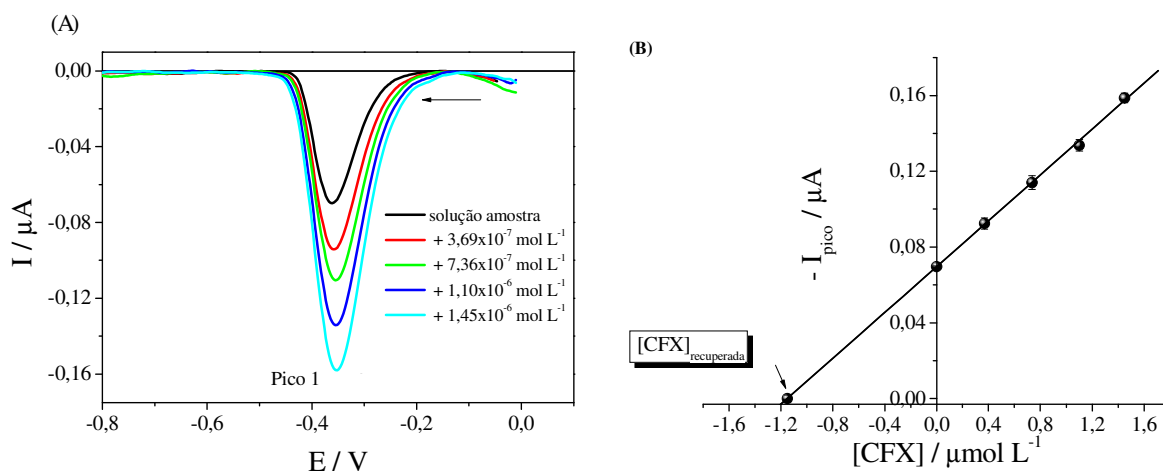 (A)
0,00
-0,04
-0,08
-0,12
-0,16
I / μA
solução amostra
+ 3,69x10⁻⁷ mol L⁻¹
+ 7,36x10⁻⁷ mol L⁻¹
+ 1,10x10⁻⁶ mol L⁻¹
+ 1,45x10⁻⁶ mol L⁻¹
Pico 1
-0,8 -0,6 -0,4 -0,2 0,0
E / V
(B)
0,16
0,12
0,08
0,04
0,00
- I_pico / μA
[CFX]_recuperada
-1,6 -1,2 -0,8 -0,4 0,0 0,4 0,8 1,2 1,6
[CFX] / μmol L⁻¹